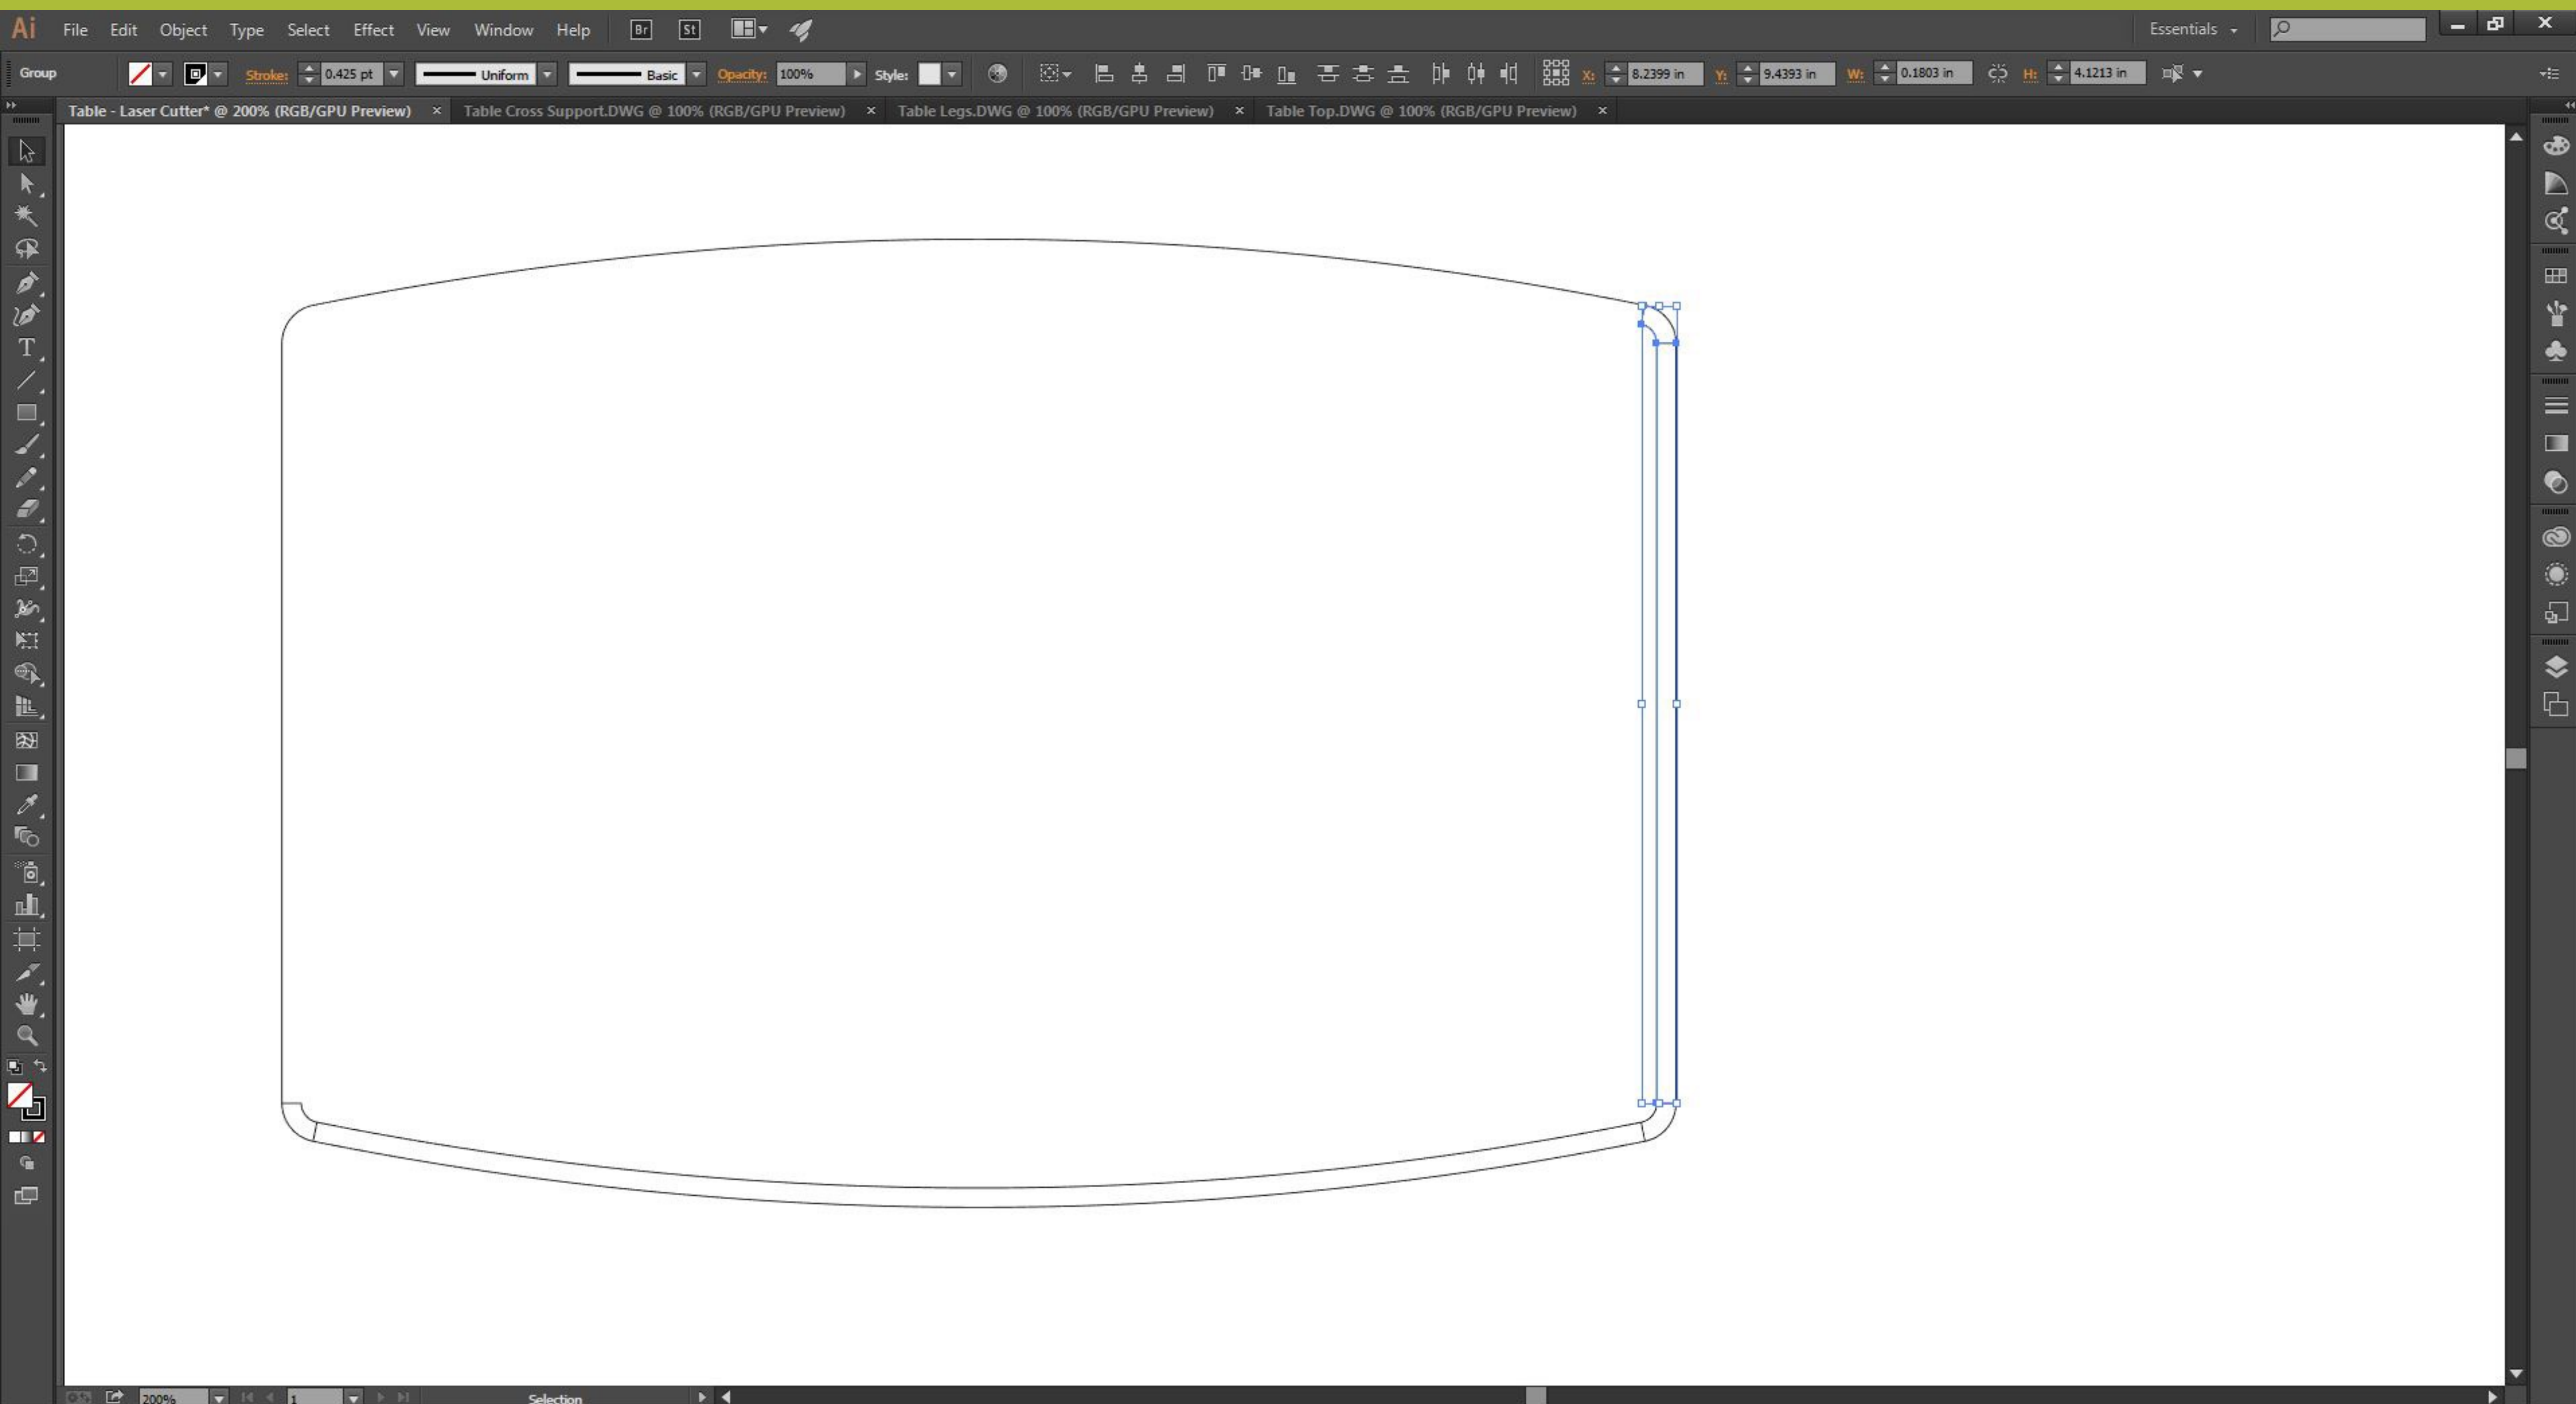 Ai File Edit Object Type Select Effect View Window Help Br St Essentials
Group Stroke: 0.425 pt Uniform Basic Opacity: 100% Style: X: 8.2399 in Y: 9.4393 in W: 0.1803 in H: 4.1213 in
Table - Laser Cutter* @ 200% (RGB/GPU Preview) × Table Cross Support.DWG @ 100% (RGB/GPU Preview) × Table Legs.DWG @ 100% (RGB/GPU Preview) × Table Top.DWG @ 100% (RGB/GPU Preview) ×
200% 1 Selection